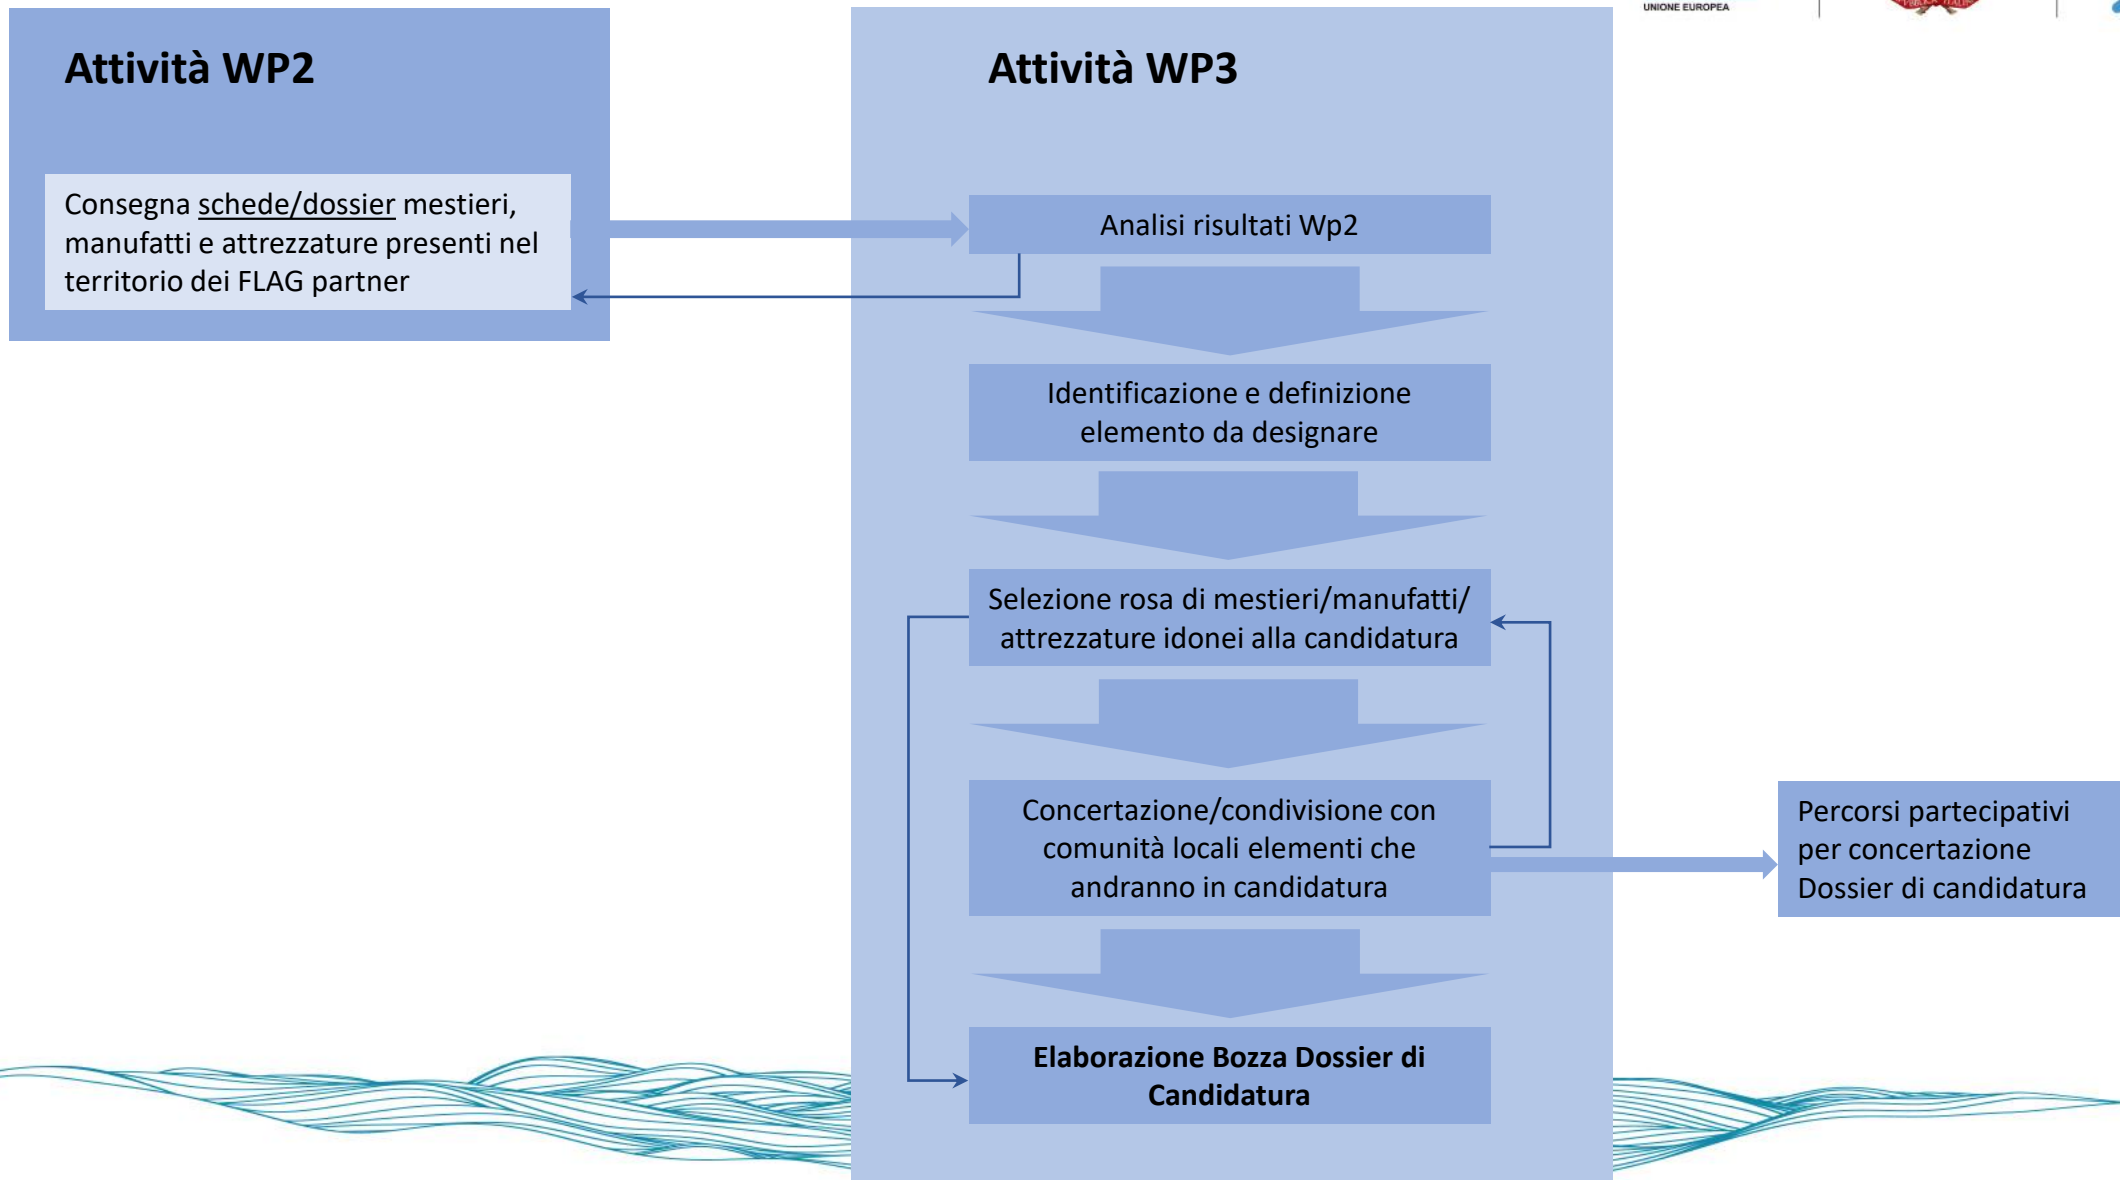 UNIONE EUROPEA
Attività WP2
Attività WP3
Consegna schede/dossier mestieri,
manufatti e attrezzature presenti nel
territorio dei FLAG partner
Analisi risultati Wp2
Identificazione e definizione
elemento da designare
Selezione rosa di mestieri/manufatti/
attrezzature idonei alla candidatura
Concertazione/condivisione con
comunità locali elementi che
andranno in candidatura
Percorsi partecipativi
per concertazione
Dossier di candidatura
Elaborazione Bozza Dossier di
Candidatura